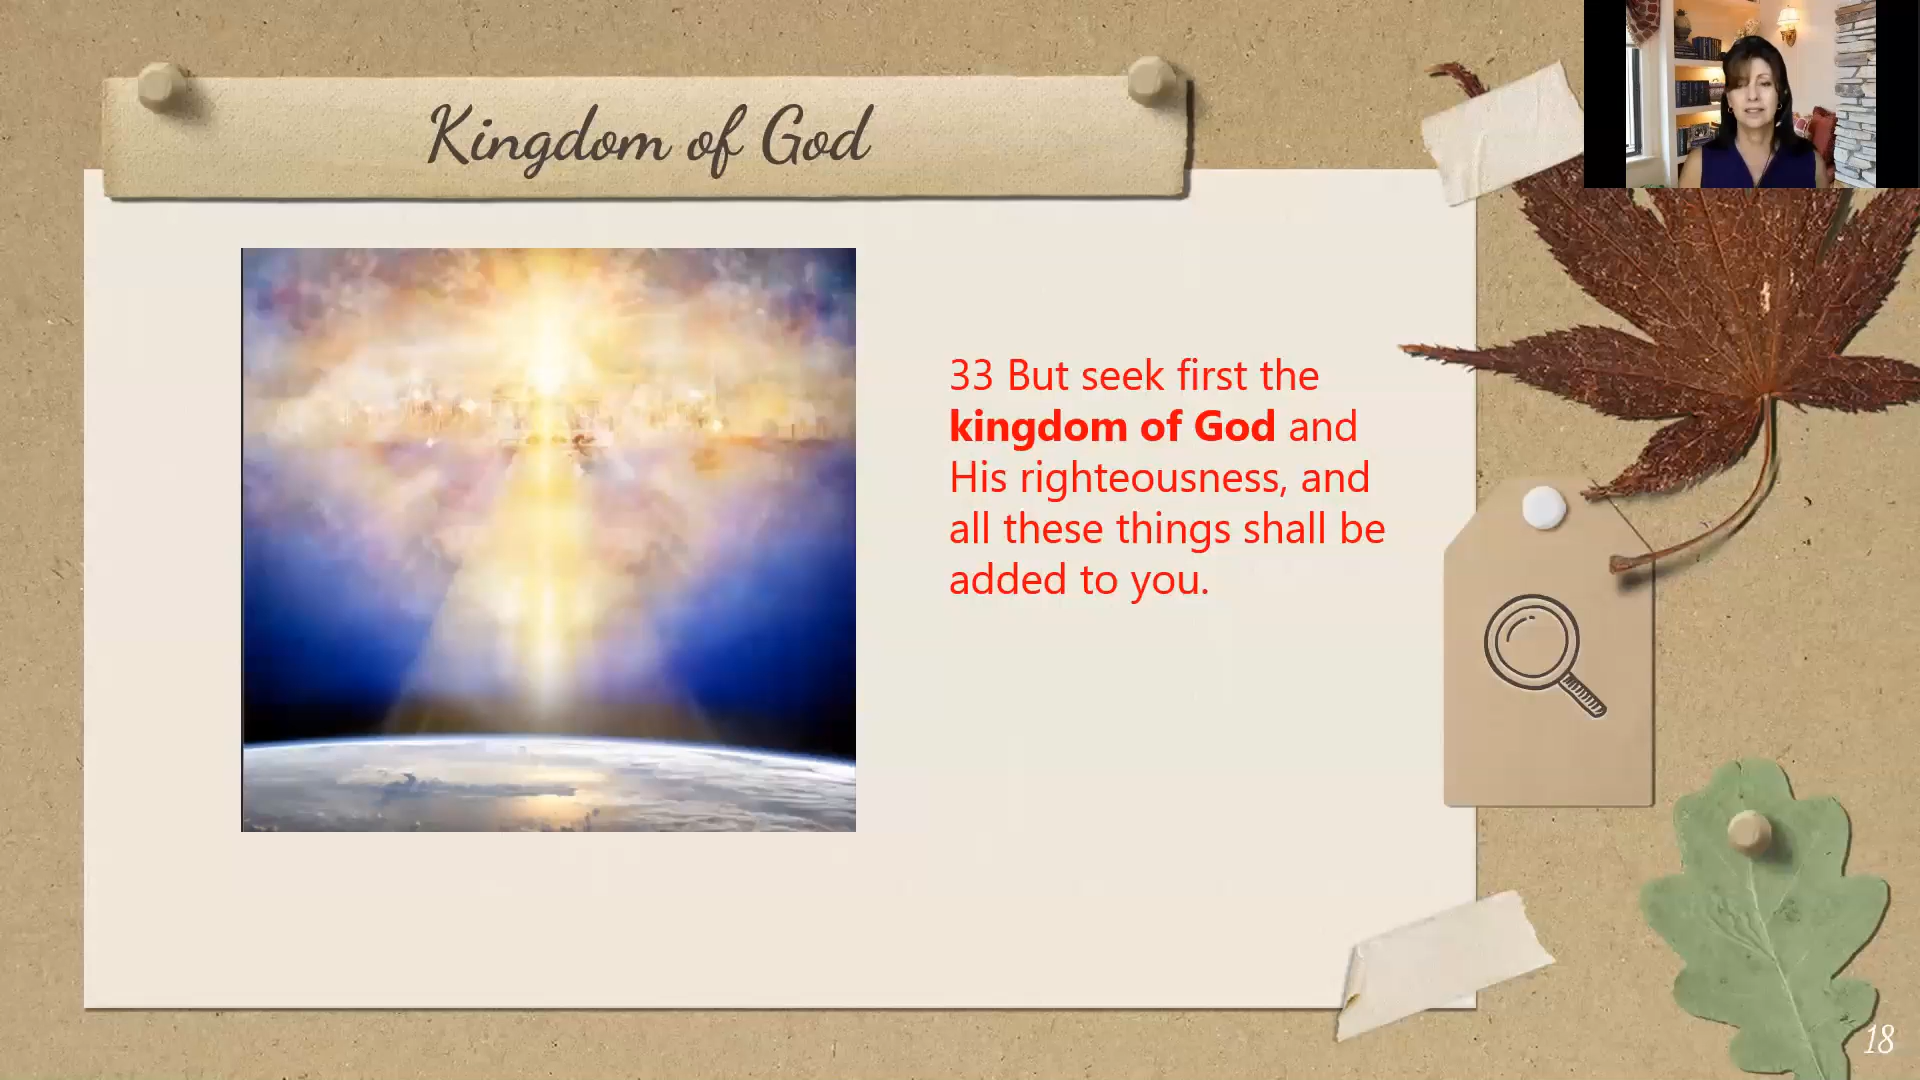 Kingdom of God
33 But seek first the
kingdom of God and
His righteousness, and
all these things shall be
added to you.
18